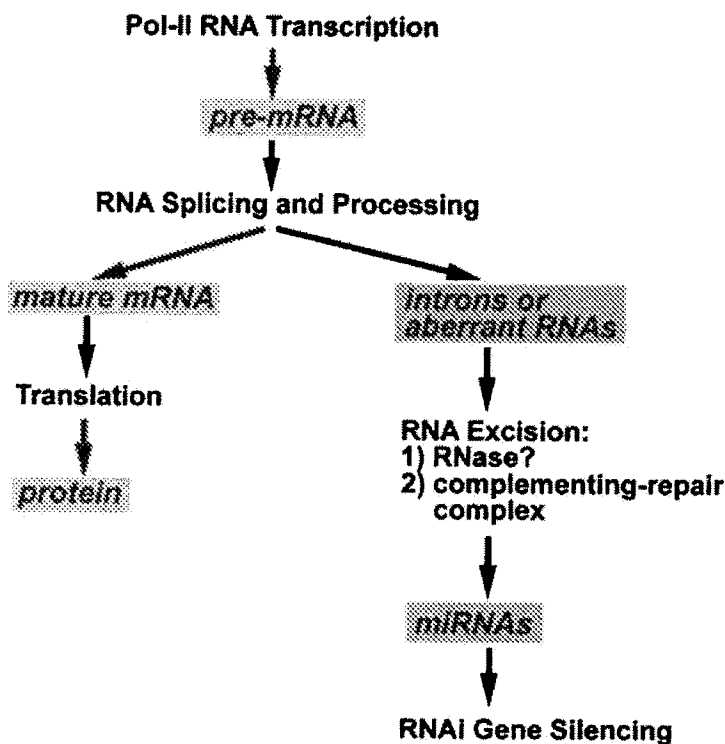 Pol-II RNA Transcription
pre-mRNA
RNA Splicing and Processing
mature mRNA
Translation
protein
introns or
aberrant RNAs
RNA Excision:
1) RNase?
2) complementing-repair
complex
miRNAs
RNAi Gene Silencing